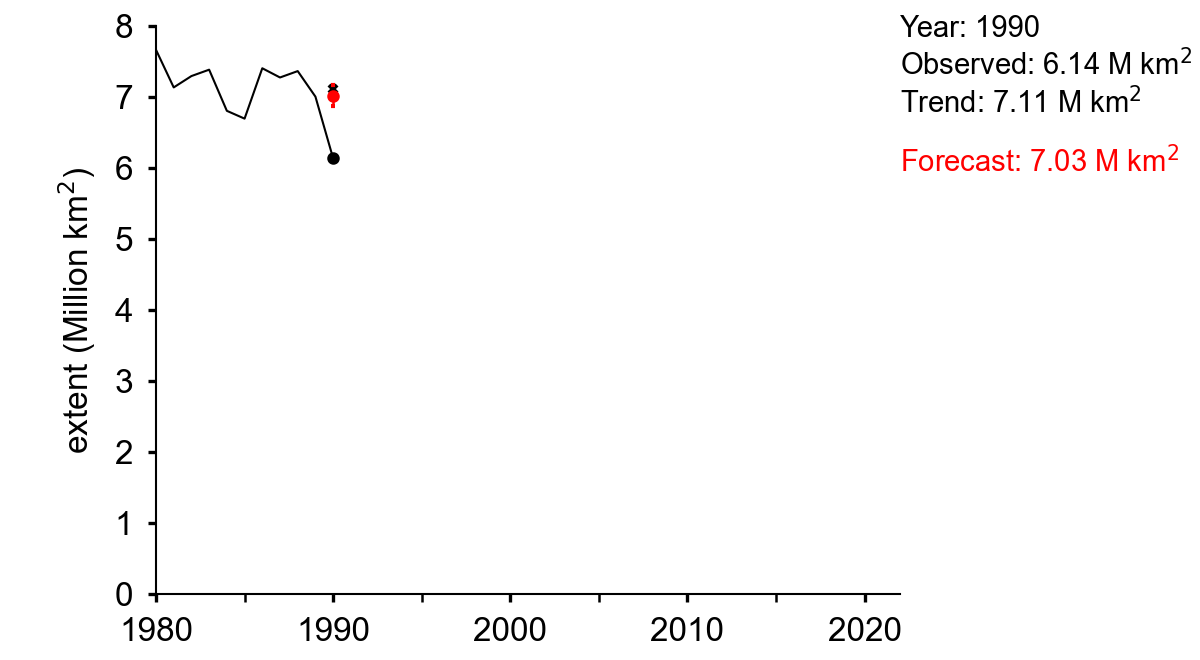 8
7
6
5
4
3
2
1
0
1980
1990
2000
2010
2020
extent (Million km²)
Year: 1990
Observed: 6.14 M km²
Trend: 7.11 M km²
Forecast: 7.03 M km²